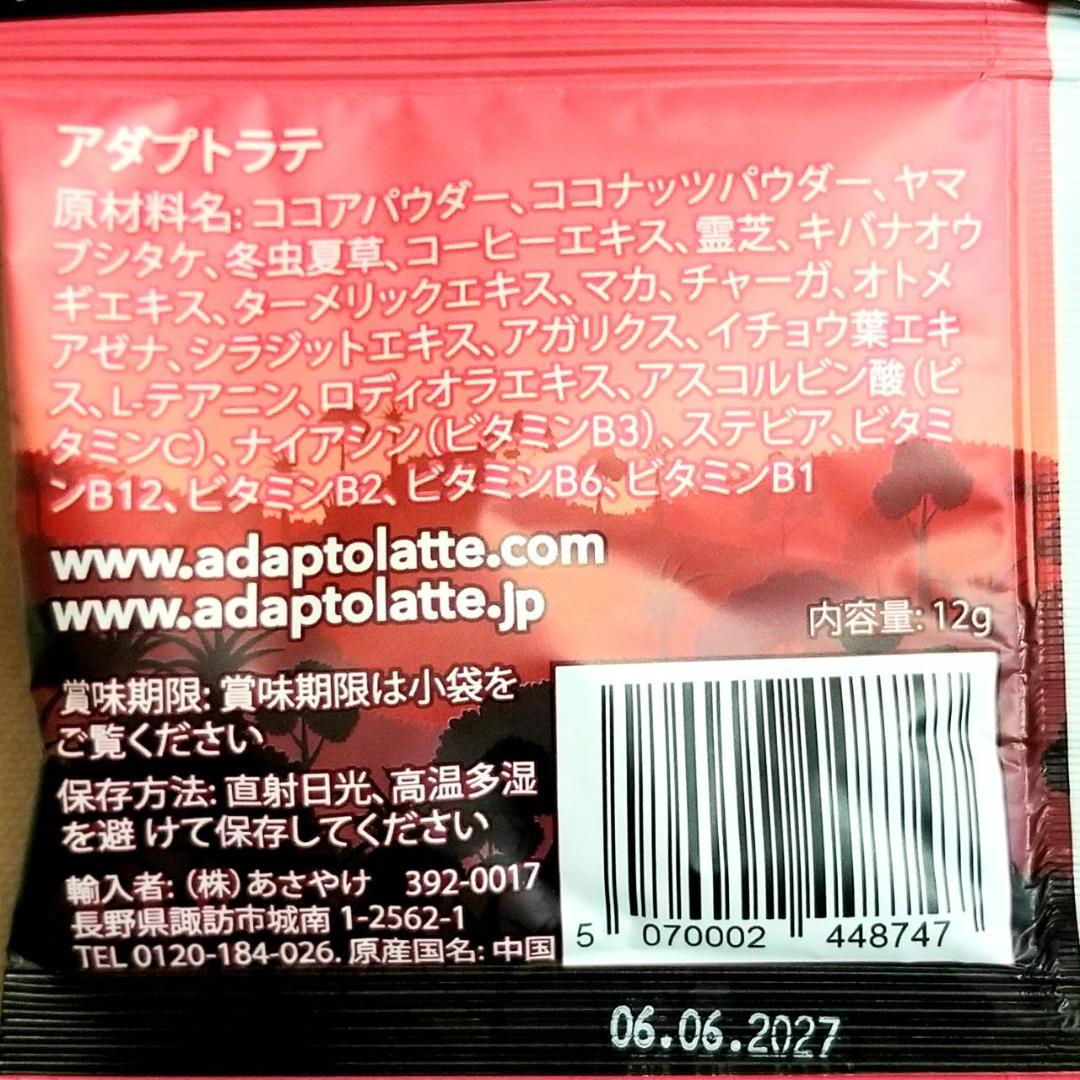 アダプトラテ
原材料名: ココアパウダー、ココナッツパウダー、ヤマ
ブシタケ、冬虫夏草、コーヒーエキス、霊芝、キバナオウ
ギエキス、ターメリックエキス、マカ、チャーガ、オトメ
アゼナ、シラジットエキス、アガリクス、イチョウ葉エキ
ス、L-テアニン、ロディオラエキス、アスコルビン酸（ビ
タミンC）、ナイアシン（ビタミンB3）、ステビア、ビタミ
ンB12、ビタミンB2、ビタミンB6、ビタミンB1
www.adaptolatte.com
www.adaptolatte.jp
内容量: 12g
賞味期限: 賞味期限は小袋を
ご覧ください
保存方法: 直射日光、高温多湿
を避 けて保存してください
輸入者:（株）あさやけ 392-0017
長野県諏訪市城南 1-2562-1
TEL 0120-184-026. 原産国名: 中国
5 070002 448747
06.06.2027